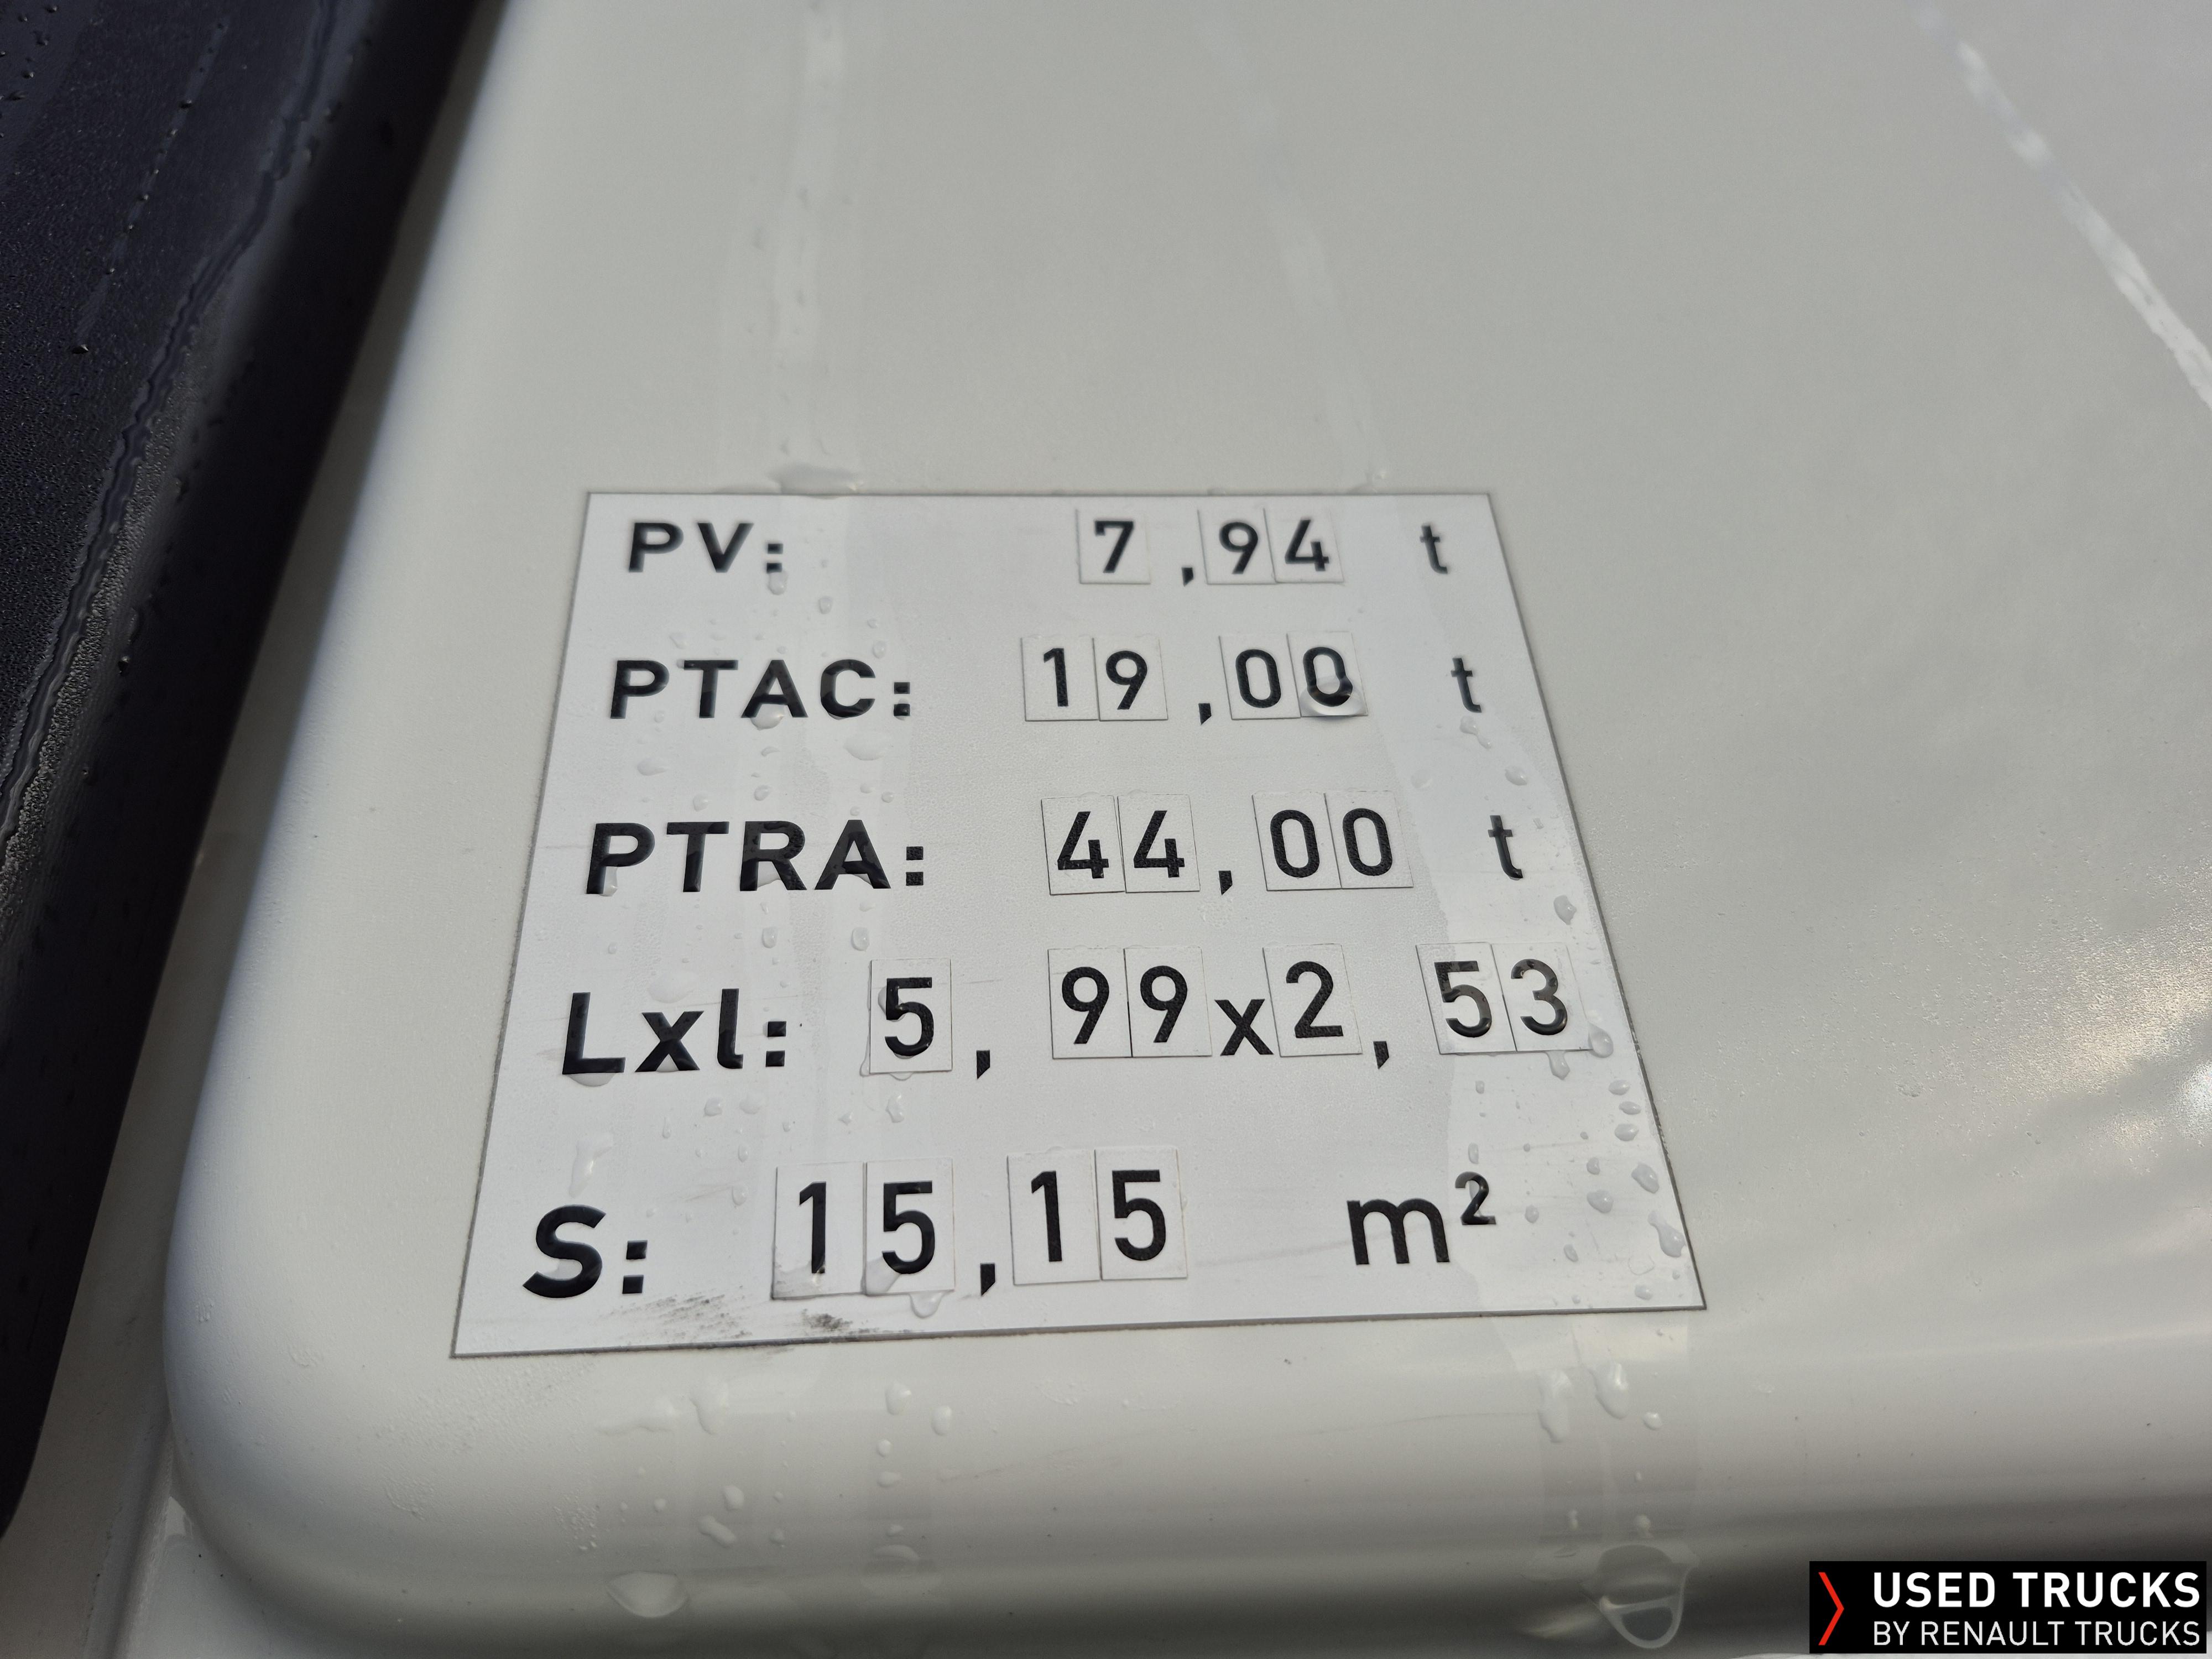 PV: 7,94 t
PTAC: 19,00 t
PTRA: 44,00 t
Lxl: 5,99x2,53
S: 15,15 m²
USED TRUCKS
BY RENAULT TRUCKS